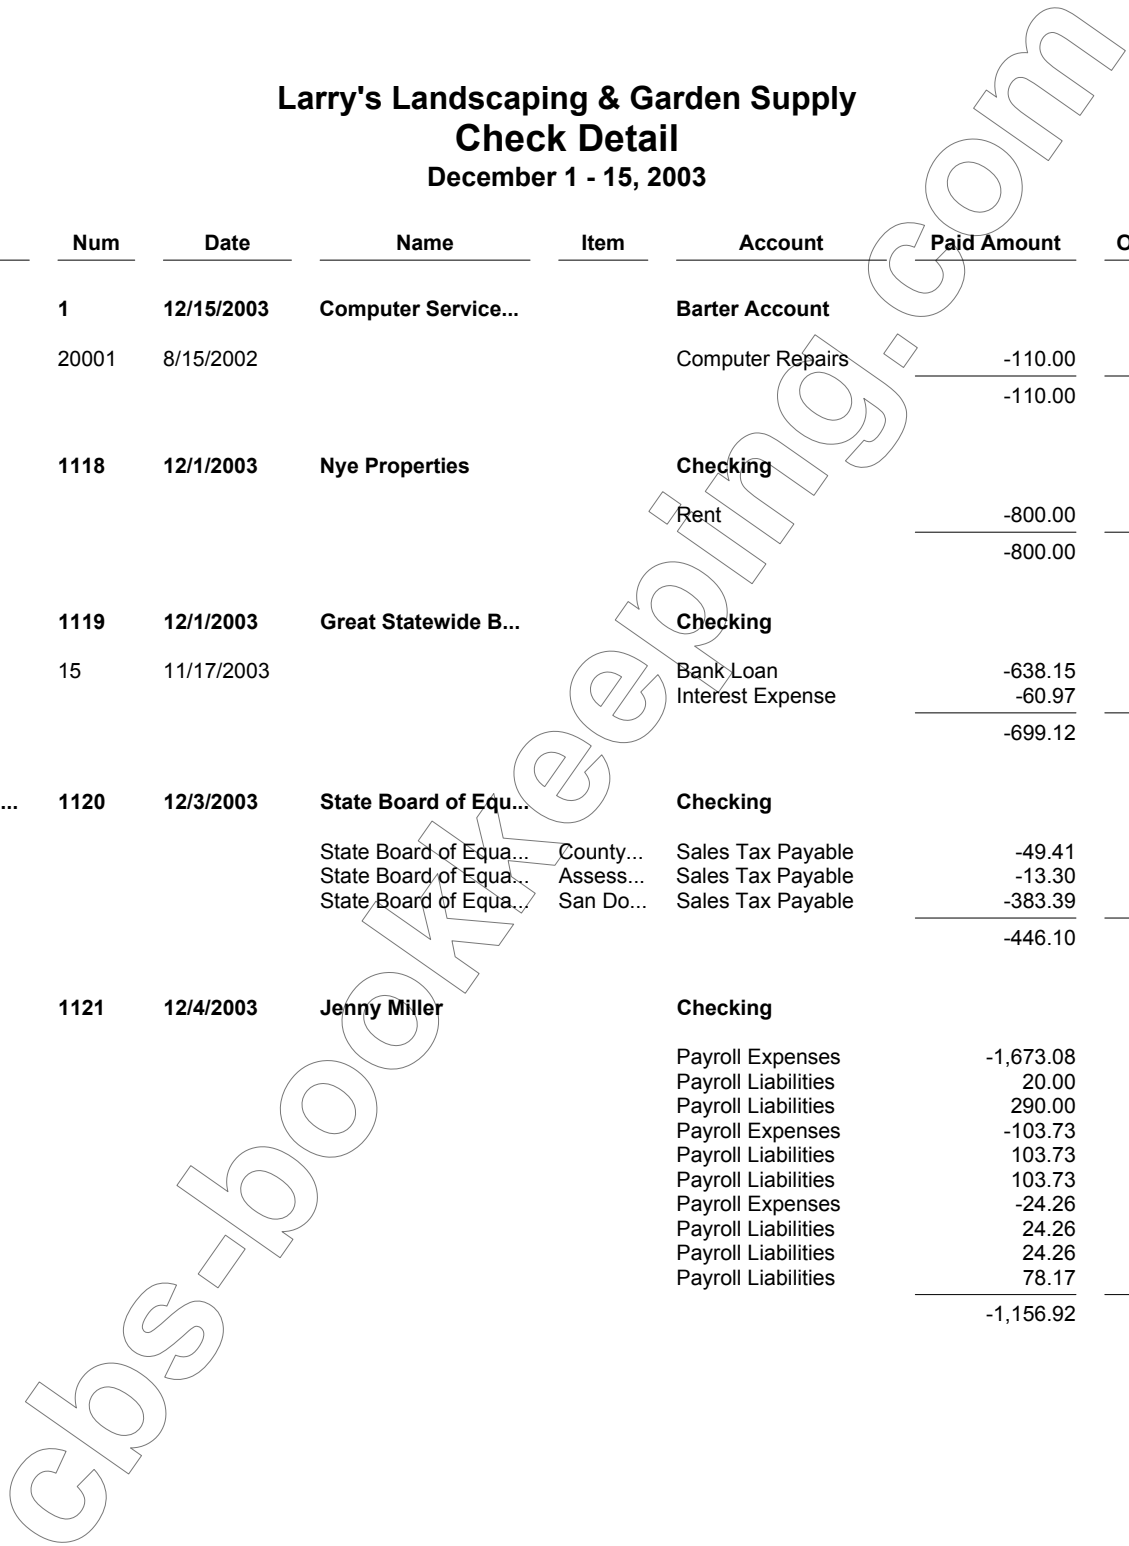 Larry's Landscaping & Garden Supply
Check Detail
December 1 - 15, 2003
Num Date Name Item Account Paid Amount O
1 12/15/2003 Computer Service... Barter Account
20001 8/15/2002 Computer Repairs -110.00
-110.00
1118 12/1/2003 Nye Properties Checking
Rent -800.00
-800.00
1119 12/1/2003 Great Statewide B... Checking
15 11/17/2003 Bank Loan -638.15
Interest Expense -60.97
-699.12
... 1120 12/3/2003 State Board of Equ... Checking
State Board of Equa... County... Sales Tax Payable -49.41
State Board of Equa... Assess... Sales Tax Payable -13.30
State Board of Equa... San Do... Sales Tax Payable -383.39
-446.10
1121 12/4/2003 Jenny Miller Checking
Payroll Expenses -1,673.08
Payroll Liabilities 20.00
Payroll Liabilities 290.00
Payroll Expenses -103.73
Payroll Liabilities 103.73
Payroll Liabilities 103.73
Payroll Expenses -24.26
Payroll Liabilities 24.26
Payroll Liabilities 24.26
Payroll Liabilities 78.17
-1,156.92
cbs-bookkeeping.com